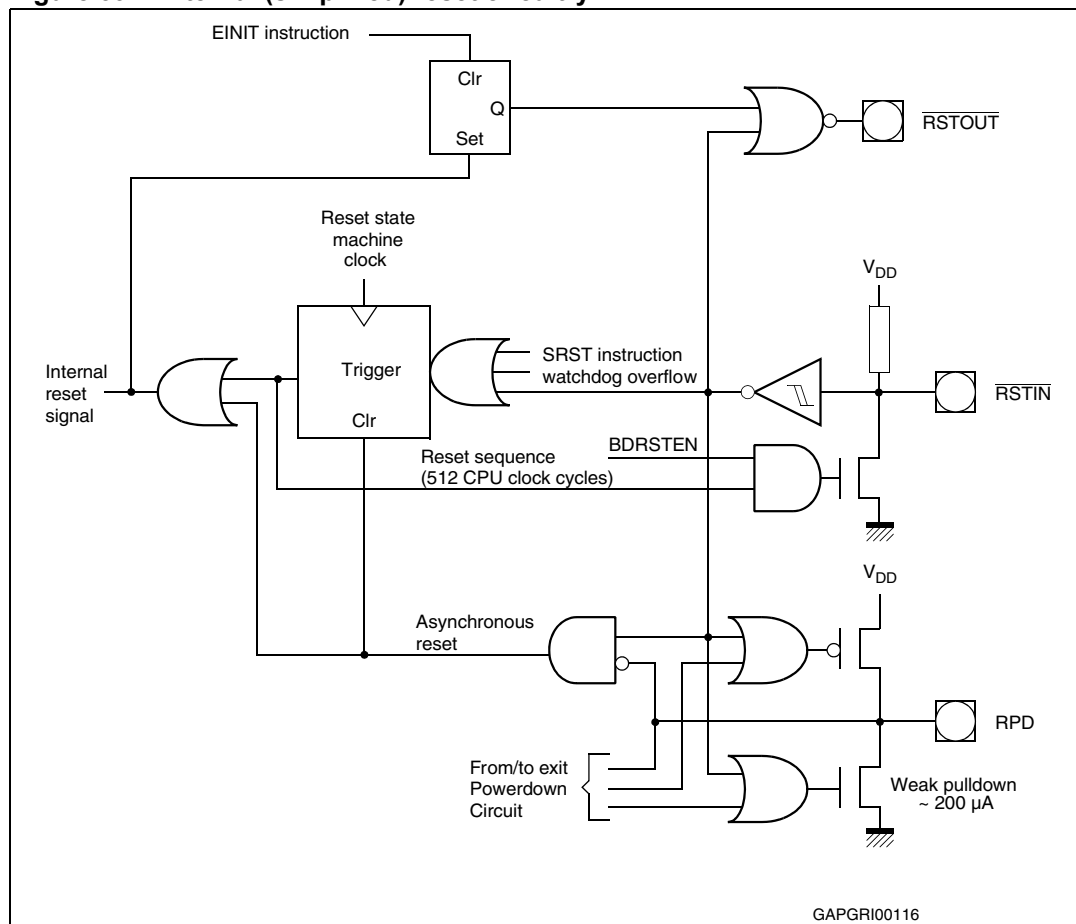 EINIT instruction
Clr
Q
Set
RSTOUT
Reset state
machine
clock
VDD
Internal
reset
signal
Trigger
Clr
SRST instruction
watchdog overflow
RSTIN
BDRSTEN
Reset sequence
(512 CPU clock cycles)
VDD
Asynchronous
reset
RPD
From/to exit
Powerdown
Circuit
Weak pulldown
~ 200 µA
GAPGRI00116